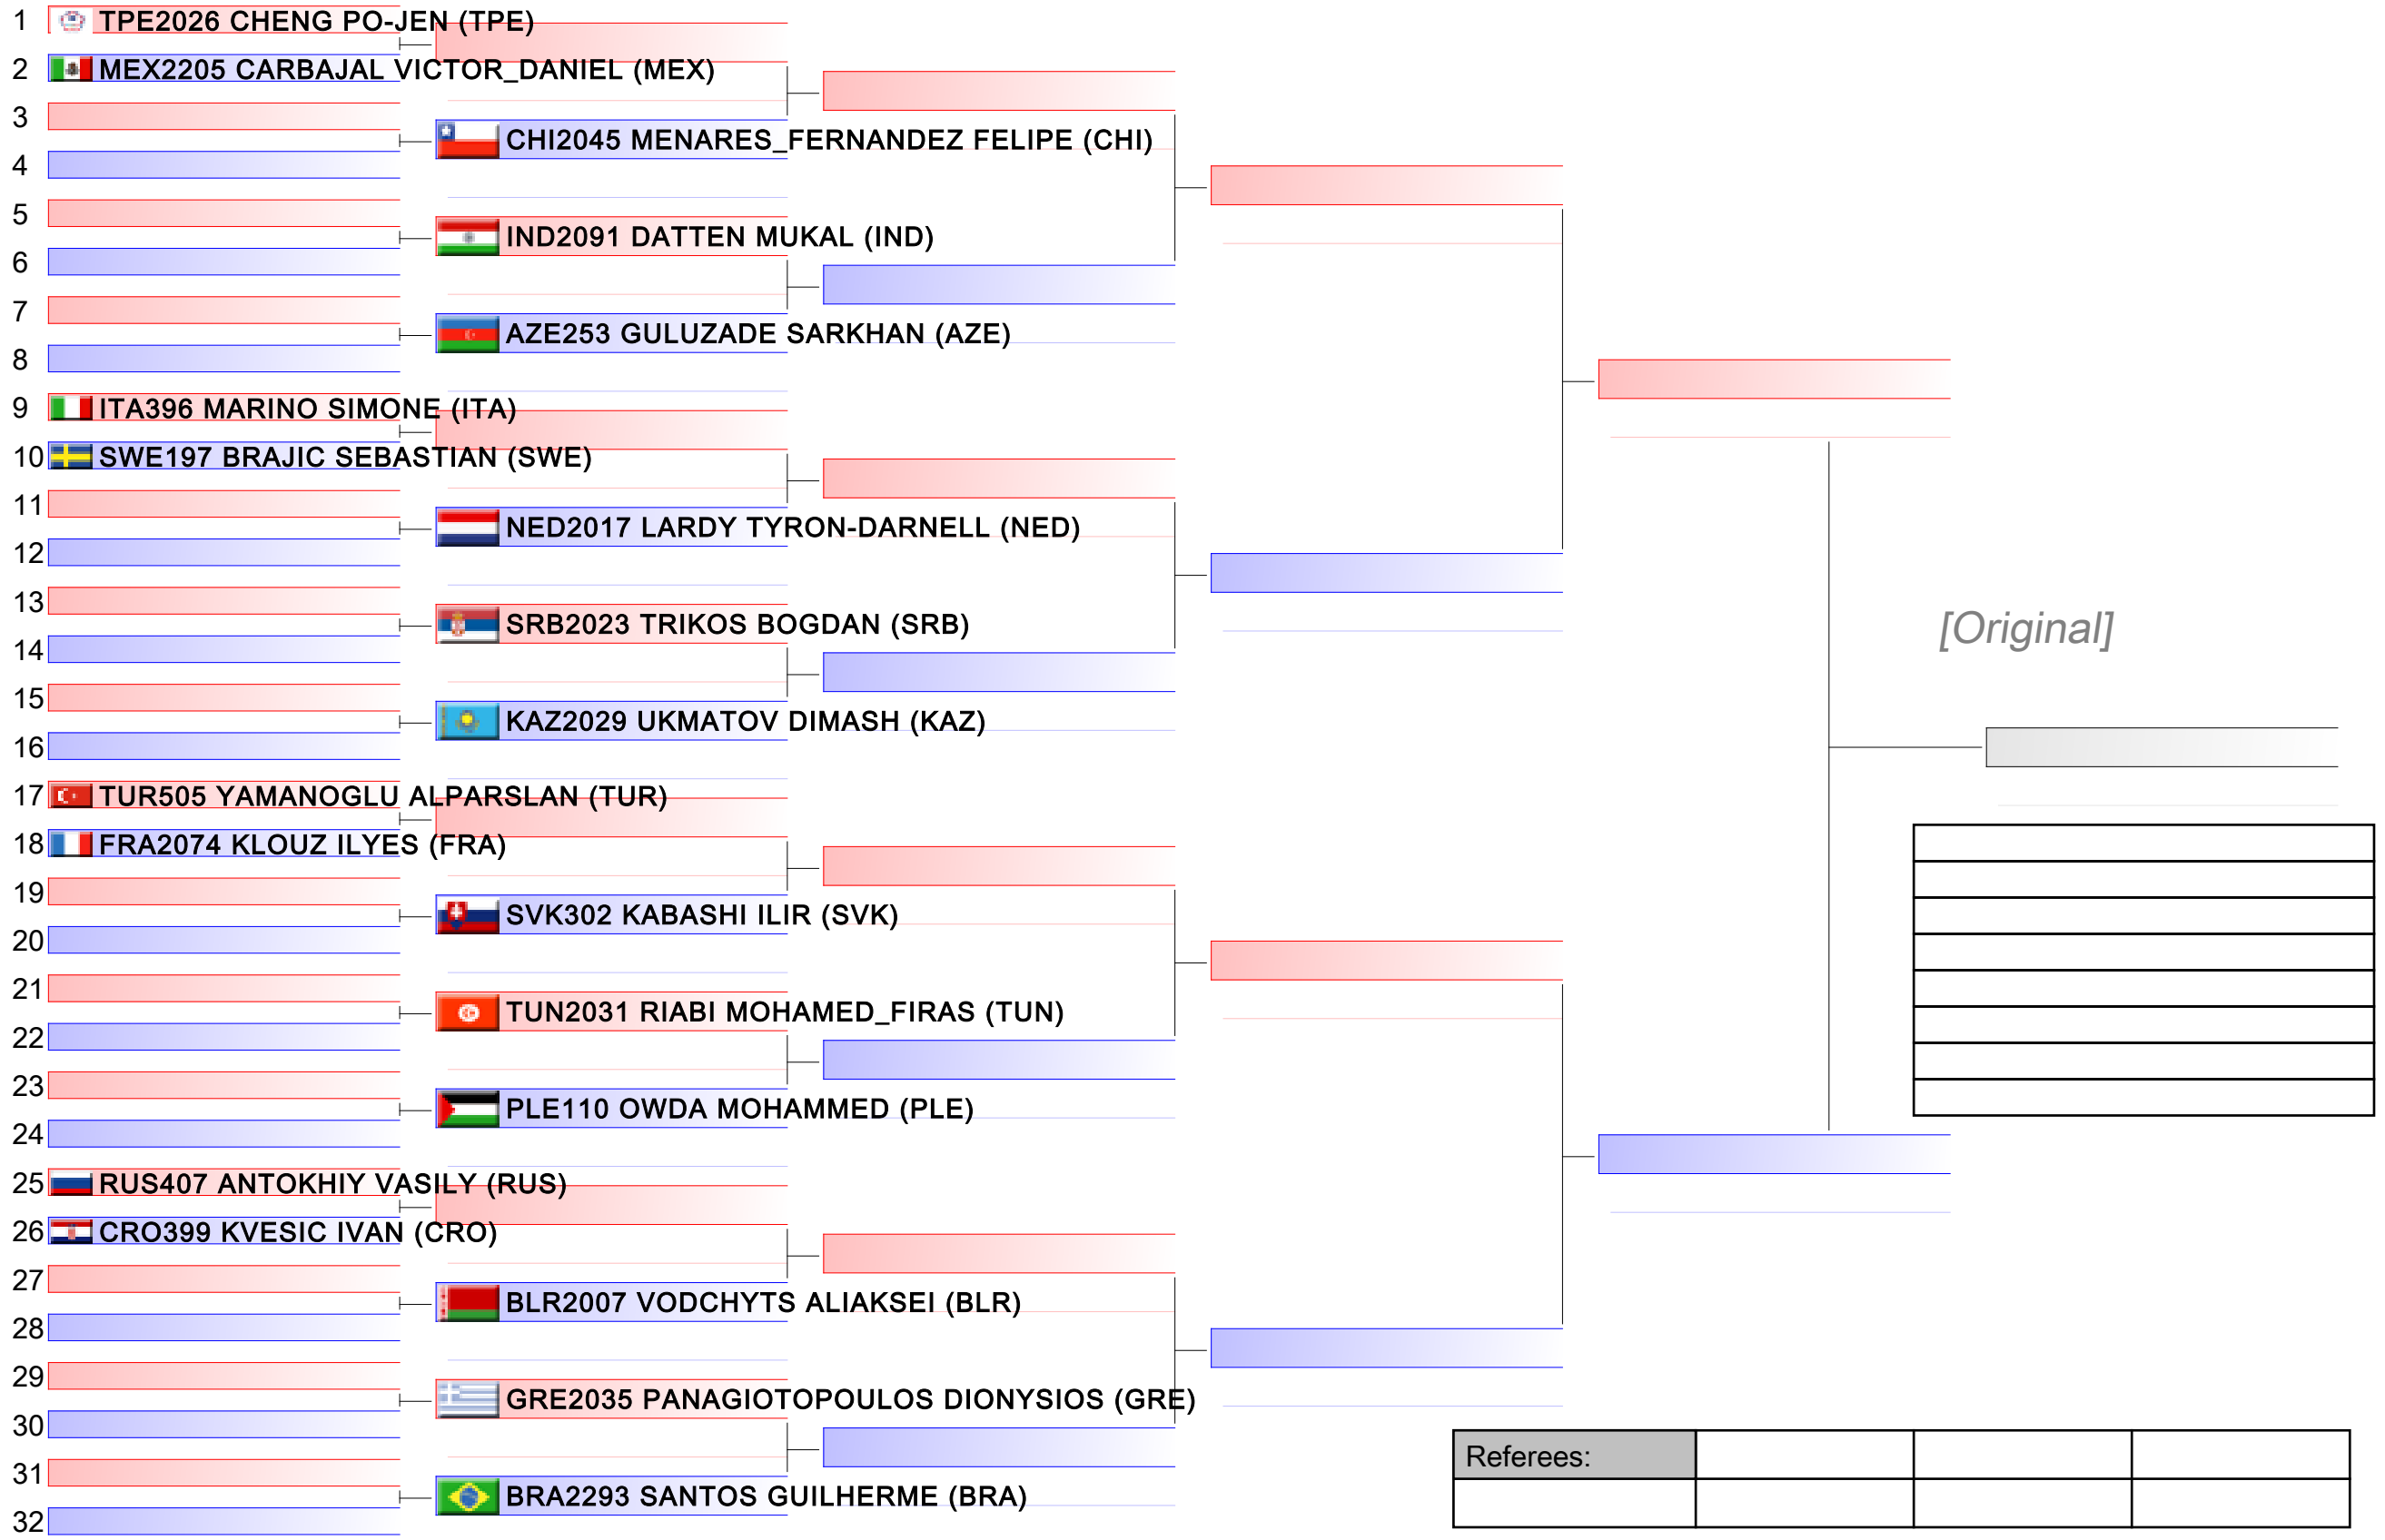 1 TPE2026 CHENG PO-JEN (TPE)
2 MEX2205 CARBAJAL VICTOR_DANIEL (MEX)
3
CHI2045 MENARES_FERNANDEZ FELIPE (CHI)
4
5
IND2091 DATTEN MUKAL (IND)
6
7
AZE253 GULUZADE SARKHAN (AZE)
8
9 ITA396 MARINO SIMONE (ITA)
10 SWE197 BRAJIC SEBASTIAN (SWE)
11
NED2017 LARDY TYRON-DARNELL (NED)
12
13
SRB2023 TRIKOS BOGDAN (SRB)
[Original]
14
15
KAZ2029 UKMATOV DIMASH (KAZ)
16
17 TUR505 YAMANOGLU ALPARSLAN (TUR)
18 FRA2074 KLOUZ ILYES (FRA)
19
SVK302 KABASHI ILIR (SVK)
20
21
TUN2031 RIABI MOHAMED_FIRAS (TUN)
22
23
PLE110 OWDA MOHAMMED (PLE)
24
25 RUS407 ANTOKHIY VASILY (RUS)
26 CRO399 KVESIC IVAN (CRO)
27
BLR2007 VODCHYTS ALIAKSEI (BLR)
28
29
GRE2035 PANAGIOTOPOULOS DIONYSIOS (GRE)
30
Referees:
31
BRA2293 SANTOS GUILHERME (BRA)
32